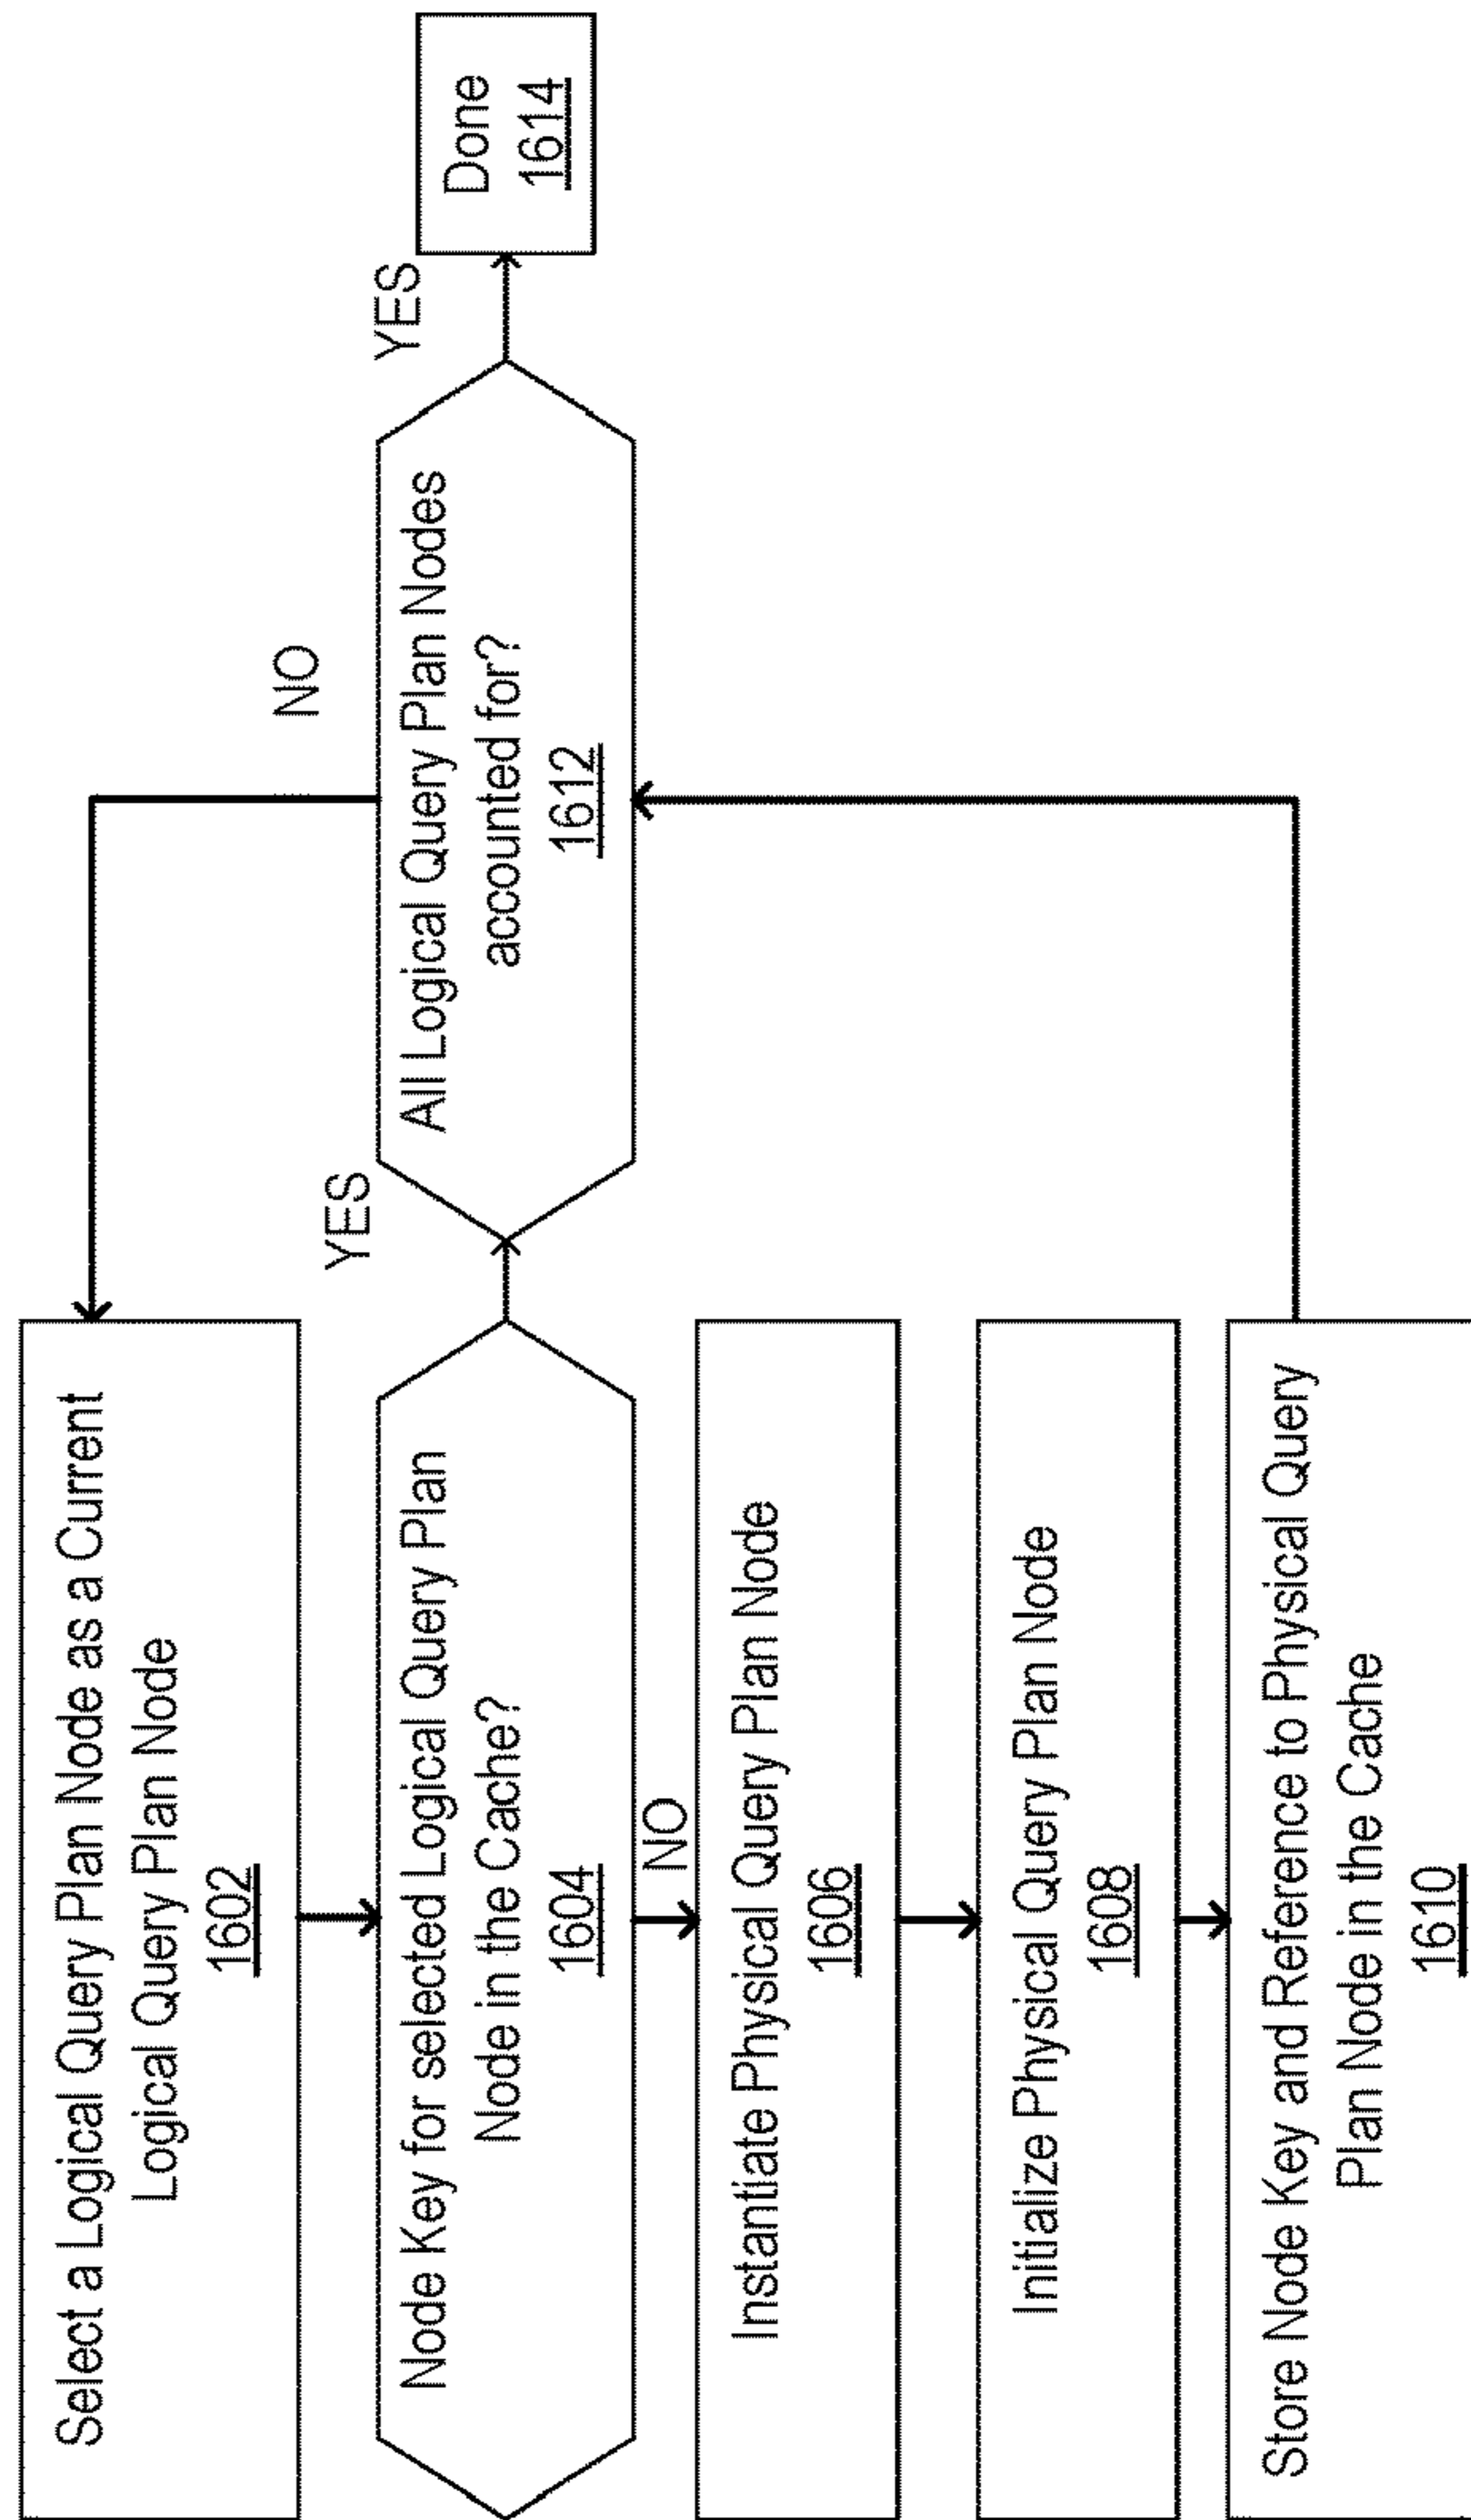 Select a Logical Query Plan Node as a Current
Logical Query Plan Node
1602
Node Key for selected Logical Query Plan
Node in the Cache?
1604
YES
NO
Instantiate Physical Query Plan Node
1606
Initialize Physical Query Plan Node
1608
Store Node Key and Reference to Physical Query
Plan Node in the Cache
1610
All Logical Query Plan Nodes
accounted for?
1612
NO
YES
Done
1614